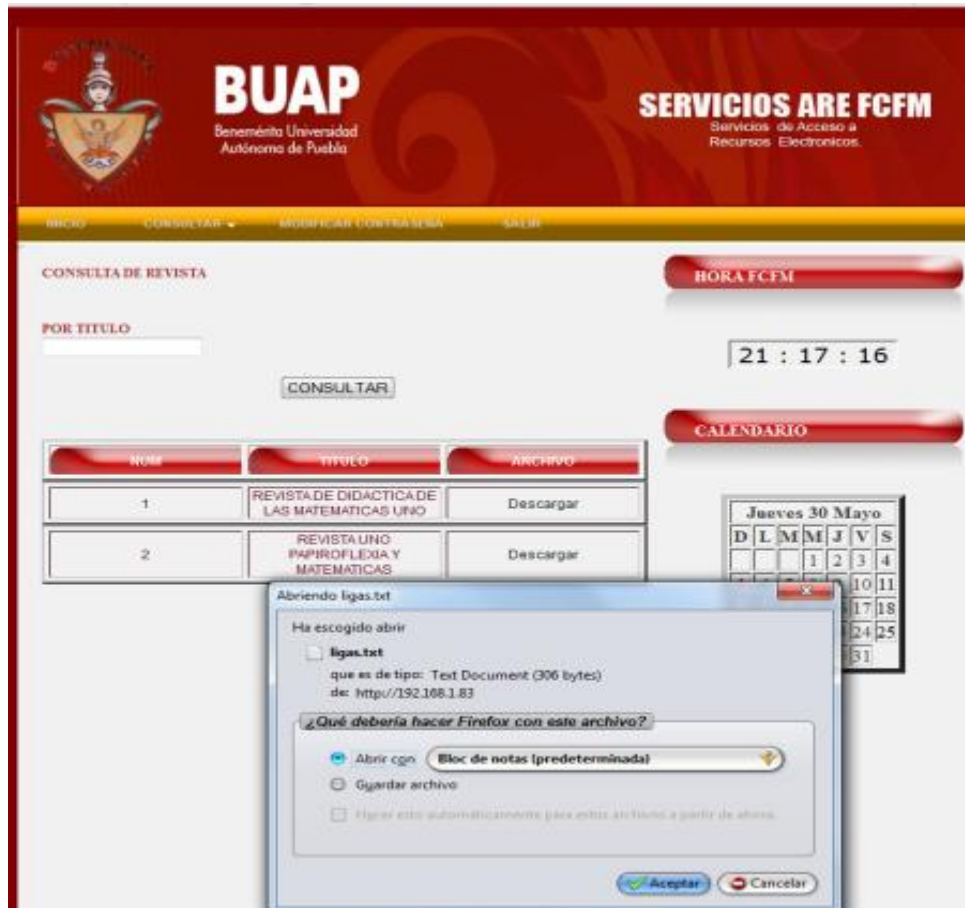 BUAP
Benemérita Universidad
Autónoma de Puebla
SERVICIOS ARE FCFM
Servicios de Acceso a
Recursos Electronicos.
INICIO CONSULTAR MODIFICAR CONTRASEÑA SALIR
CONSULTA DE REVISTA
POR TITULO
CONSULTAR
NUM TITULO ARCHIVO
1 REVISTA DE DIDACTICA DE LAS MATEMATICAS UNO Descargar
2 REVISTA UNO PAPIROFLEXIA Y MATEMATICAS Descargar
HORA FCFM
21 : 17 : 16
CALENDARIO
Jueves 30 Mayo
D L M M J V S
1 2 3 4
10 11
17 18
24 25
31
Abriendo ligas.txt
Ha escogido abrir
ligas.txt
que es de tipo: Text Document (306 bytes)
de: http://192.168.1.83
¿Qué debería hacer Firefox con este archivo?
Abrir con Bloc de notas (predeterminada)
Guardar archivo
Hacer esto automáticamente para estos archivos a partir de ahora.
Aceptar Cancelar